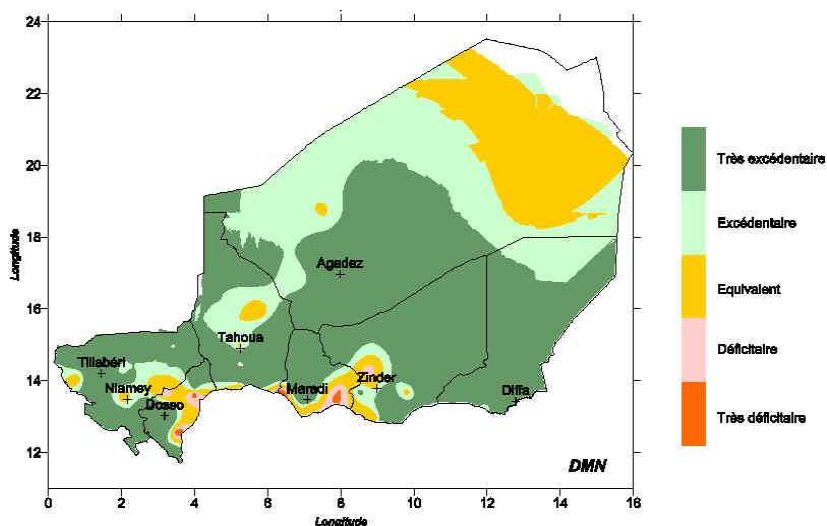 24
22
20
18
16
14
12
Longitude
0
2
4
6
8
10
12
14
16
Longitude
Agadez
Tahoua
Tillabéri
Niamey
Dosso
Maradi
Zinder
Diffa
DMN
Très excédentaire
Excédentaire
Equivalent
Déficitaire
Très déficitaire